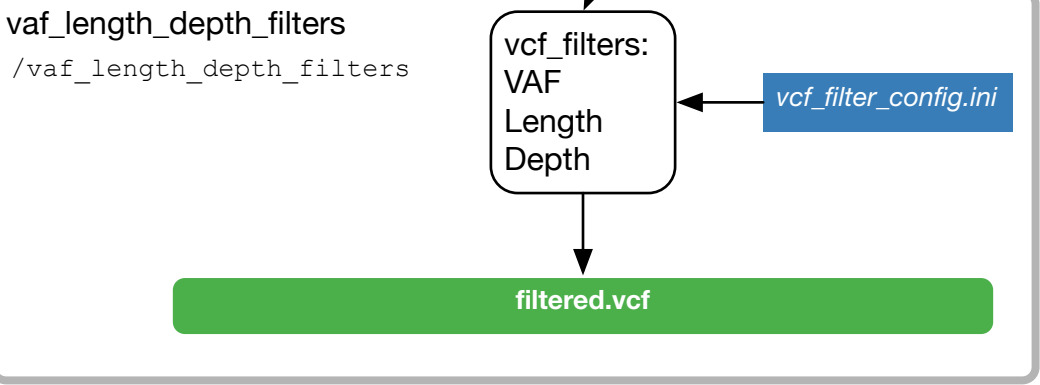 vaf_length_depth_filters
/vaf_length_depth_filters
vcf_filters:
VAF
Length
Depth
vcf_filter_config.ini
filtered.vcf